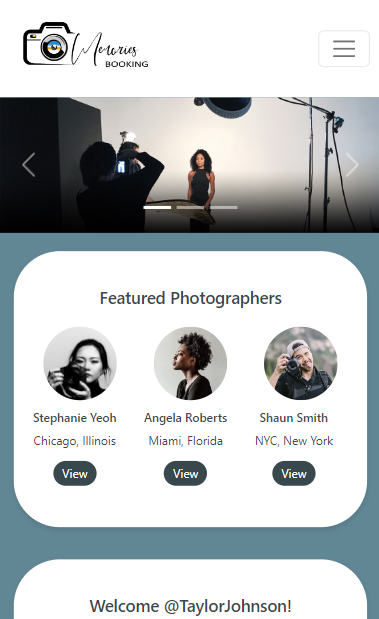 Memories
BOOKING
Featured Photographers
Stephanie Yeoh
Angela Roberts
Shaun Smith
Chicago, Illinois
Miami, Florida
NYC, New York
View
View
View
Welcome @TaylorJohnson!